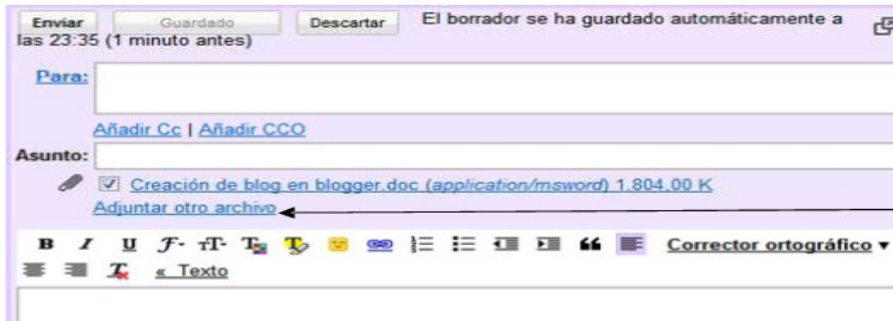 Enviar Guardado Descartar El borrador se ha guardado automáticamente a
las 23:35 (1 minuto antes)
Para:
Añadir Cc | Añadir CCO
Asunto:
Creación de blog en blogger.doc (application/msword) 1.804,00 K
Adjuntar otro archivo
B I U F T T T Corrector ortográfico
T « Texto